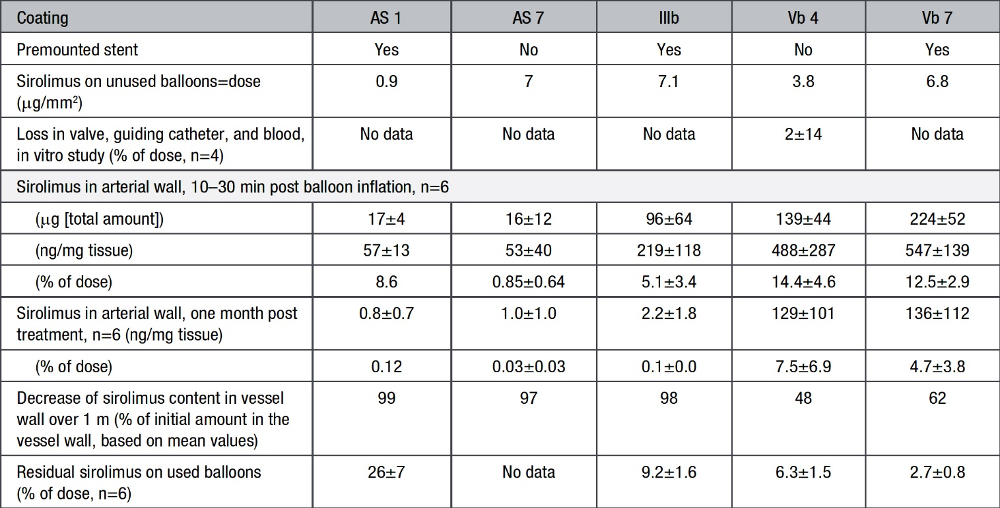 Coating AS 1 AS 7 IIIb Vb 4 Vb 7
Premounted stent Yes No Yes No Yes
Sirolimus on unused balloons=dose 0.9 7 7.1 3.8 6.8
(μg/mm²)
Loss in valve, guiding catheter, and blood, No data No data No data 2±14 No data
in vitro study (% of dose, n=4)
Sirolimus in arterial wall, 10–30 min post balloon inflation, n=6
(μg [total amount]) 17±4 16±12 96±64 139±44 224±52
(ng/mg tissue) 57±13 53±40 219±118 488±287 547±139
(% of dose) 8.6 0.85±0.64 5.1±3.4 14.4±4.6 12.5±2.9
Sirolimus in arterial wall, one month post 0.8±0.7 1.0±1.0 2.2±1.8 129±101 136±112
treatment, n=6 (ng/mg tissue)
(% of dose) 0.12 0.03±0.03 0.1±0.0 7.5±6.9 4.7±3.8
Decrease of sirolimus content in vessel 99 97 98 48 62
wall over 1 m (% of initial amount in the
vessel wall, based on mean values)
Residual sirolimus on used balloons 26±7 No data 9.2±1.6 6.3±1.5 2.7±0.8
(% of dose, n=6)